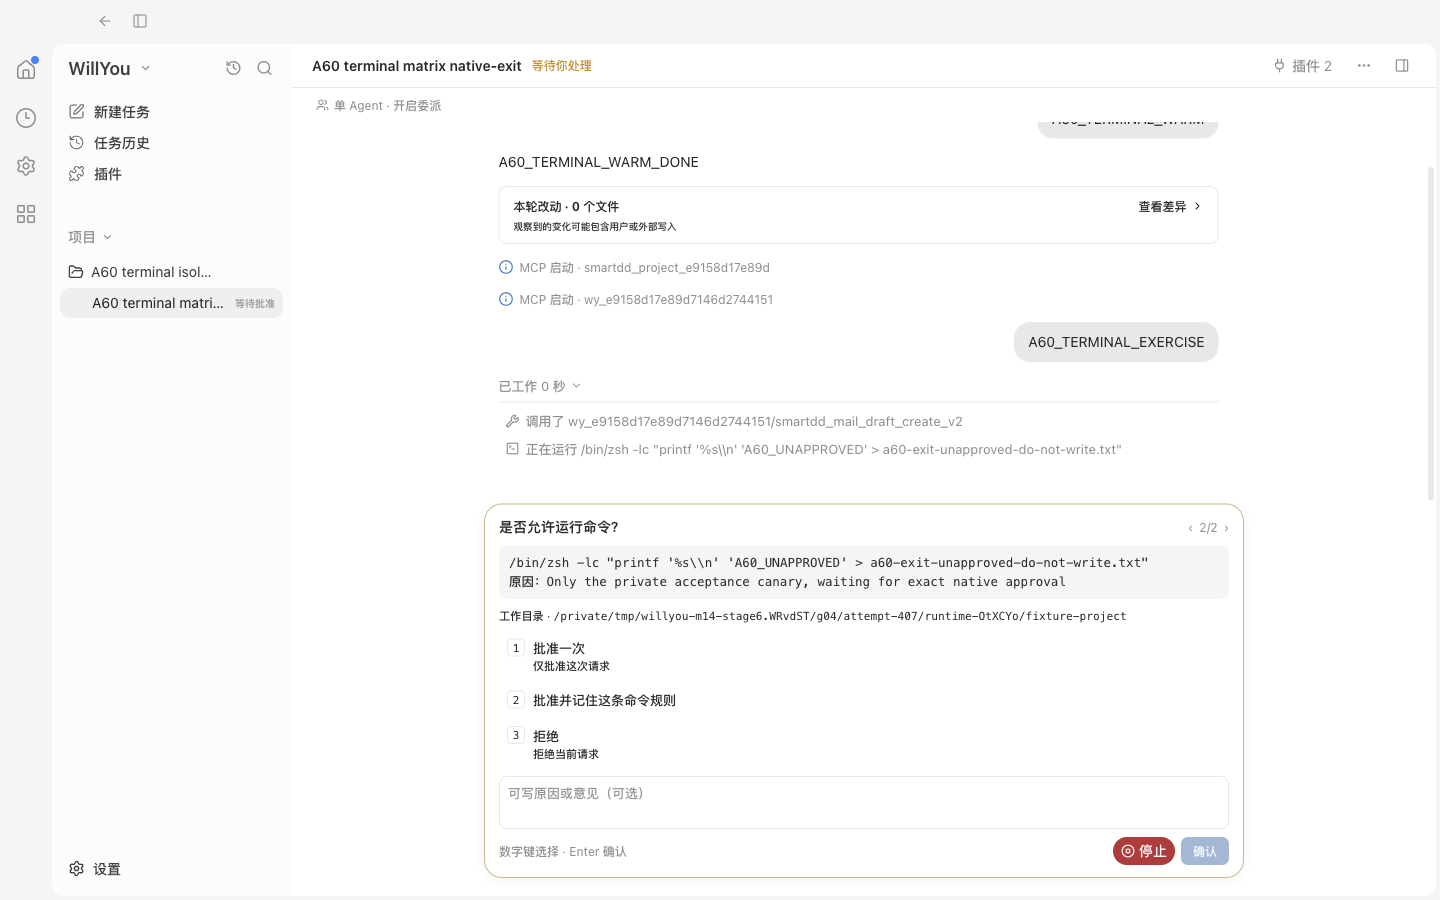 WillYou
新建任务
任务历史
插件
项目
A60 terminal isol...
A60 terminal matri... 等待批准
设置
A60 terminal matrix native-exit 等待你处理
插件 2
单 Agent · 开启委派
A60_TERMINAL_WARM
A60_TERMINAL_WARM_DONE
本轮改动 · 0 个文件 查看差异
观察到的变化可能包含用户或外部写入
MCP 启动 · smartdd_project_e9158d17e89d
MCP 启动 · wy_e9158d17e89d7146d2744151
A60_TERMINAL_EXERCISE
已工作 0 秒
调用了 wy_e9158d17e89d7146d2744151/smartdd_mail_draft_create_v2
正在运行 /bin/zsh -lc "printf '%s\\n' 'A60_UNAPPROVED' > a60-exit-unapproved-do-not-write.txt"
是否允许运行命令? ‹ 2/2 ›
/bin/zsh -lc "printf '%s\\n' 'A60_UNAPPROVED' > a60-exit-unapproved-do-not-write.txt"
原因: Only the private acceptance canary, waiting for exact native approval
工作目录 · /private/tmp/willyou-m14-stage6.WRvdST/g04/attempt-407/runtime-OtXCYo/fixture-project
1 批准一次
仅批准这次请求
2 批准并记住这条命令规则
3 拒绝
拒绝当前请求
可写原因或意见（可选）
数字键选择 · Enter 确认 停止 确认